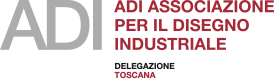 ADI
ADI ASSOCIAZIONE
PER IL DISEGNO
INDUSTRIALE
DELEGAZIONE
TOSCANA